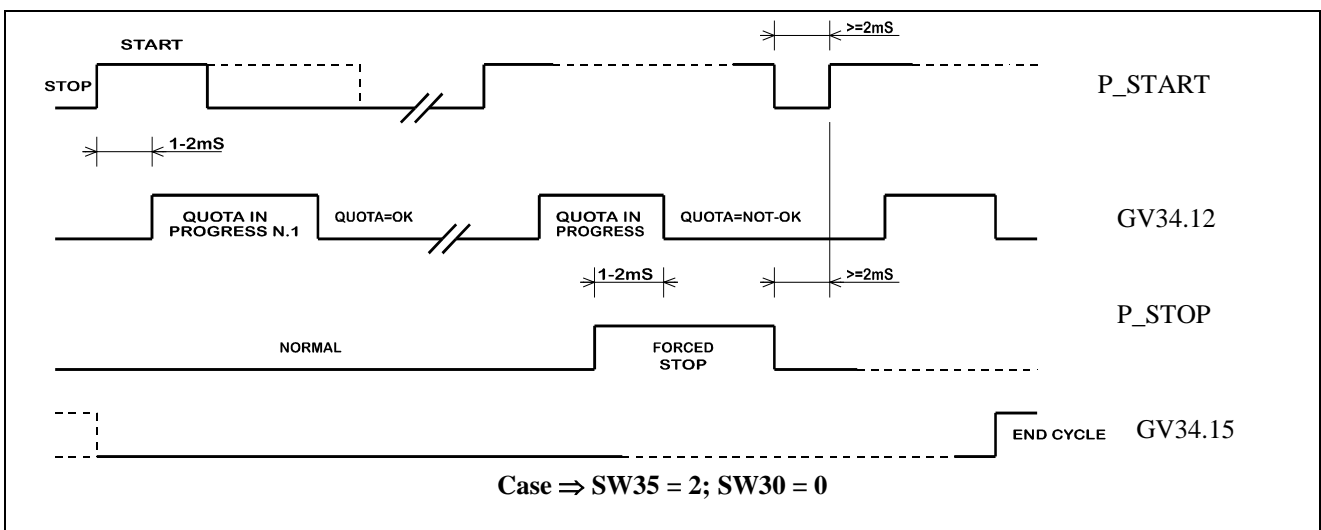 >=2mS
START
STOP
P_START
1-2mS
QUOTA IN
PROGRESS N.1
QUOTA=OK
QUOTA IN
PROGRESS
QUOTA=NOT-OK
GV34.12
1-2mS
>=2mS
P_STOP
NORMAL
FORCED
STOP
END CYCLE
GV34.15
Case ⇒ SW35 = 2; SW30 = 0